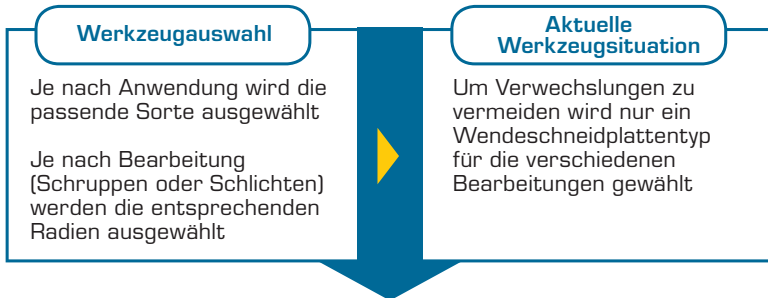 Werkzeugauswahl
Je nach Anwendung wird die
passende Sorte ausgewählt
Je nach Bearbeitung
(Schruppen oder Schlichten)
werden die entsprechenden
Radien ausgewählt
Aktuelle
Werkzeugsituation
Um Verwechslungen zu
vermeiden wird nur ein
Wendeschneidplattentyp
für die verschiedenen
Bearbeitungen gewählt